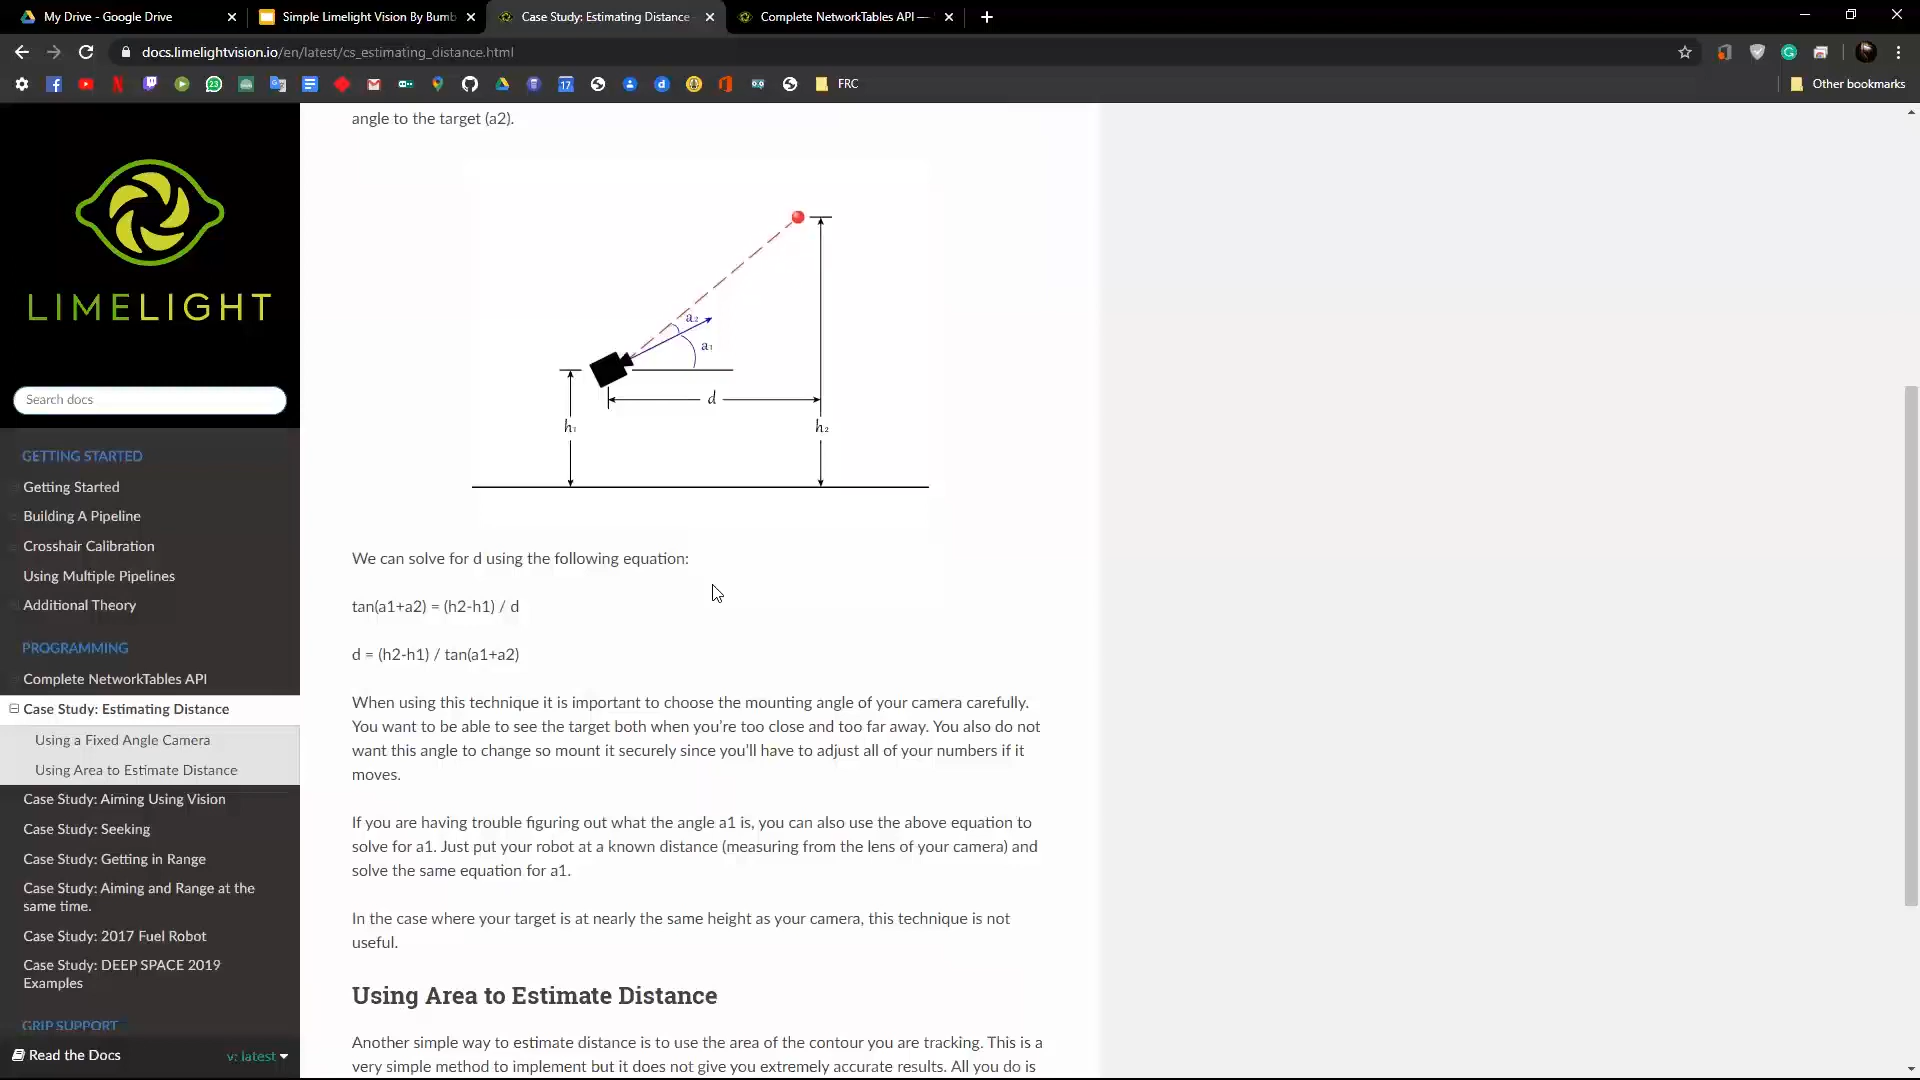 My Drive - Google Drive
Simple Limelight Vision By Bumb
Case Study: Estimating Distance
Complete NetworkTables API —
docs.limelightvision.io/en/latest/cs_estimating_distance.html
FRC
Other bookmarks
LIMELIGHT
Search docs
GETTING STARTED
Getting Started
Building A Pipeline
Crosshair Calibration
Using Multiple Pipelines
Additional Theory
PROGRAMMING
Complete NetworkTables API
Case Study: Estimating Distance
Using a Fixed Angle Camera
Using Area to Estimate Distance
Case Study: Aiming Using Vision
Case Study: Seeking
Case Study: Getting in Range
Case Study: Aiming and Range at the
same time.
Case Study: 2017 Fuel Robot
Case Study: DEEP SPACE 2019
Examples
GRIP SUPPORT
Read the Docs
v: latest
angle to the target (a2).
a₂
a₁
d
h₁
h₂
We can solve for d using the following equation:
tan(a1+a2) = (h2-h1) / d
d = (h2-h1) / tan(a1+a2)
When using this technique it is important to choose the mounting angle of your camera carefully.
You want to be able to see the target both when you’re too close and too far away. You also do not
want this angle to change so mount it securely since you’ll have to adjust all of your numbers if it
moves.
If you are having trouble figuring out what the angle a1 is, you can also use the above equation to
solve for a1. Just put your robot at a known distance (measuring from the lens of your camera) and
solve the same equation for a1.
In the case where your target is at nearly the same height as your camera, this technique is not
useful.
Using Area to Estimate Distance
Another simple way to estimate distance is to use the area of the contour you are tracking. This is a
very simple method to implement but it does not give you extremely accurate results. All you do is